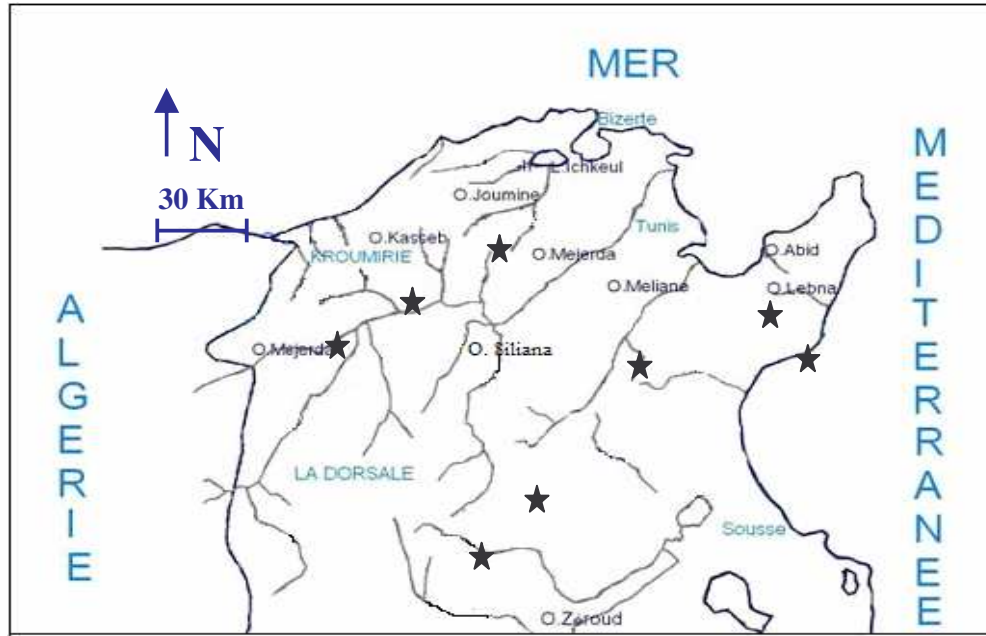 MER
Bizerte
N
L.Ichkeul
30 Km
O.Joumine
Tunis
O.Kasseb
O.Mejerda
O.Abid
KROUMIRIE
O.Meliane
O.Lebna
O.Mejerda
O. Siliana
LA DORSALE
Sousse
O.Zéroud
ALGERIE
MEDITERRANEE